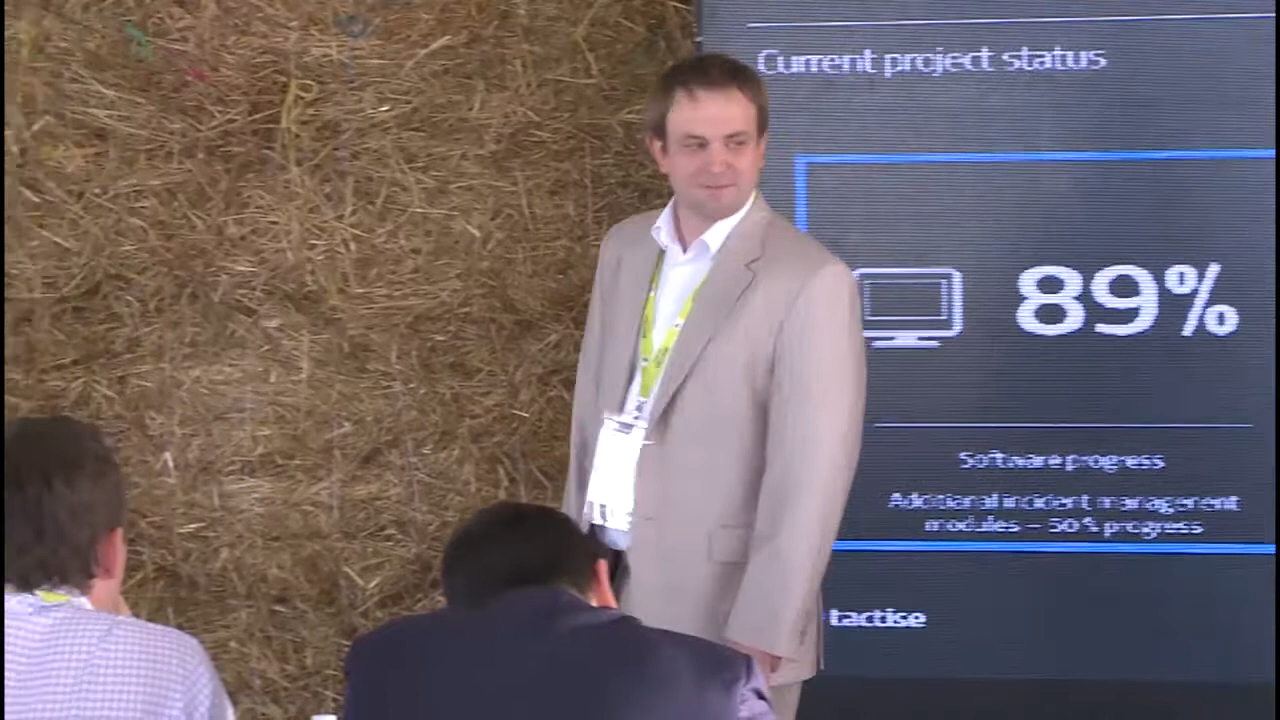 Current project status
89%
Software progress
Additional incident management
modules – 50% progress
tactise